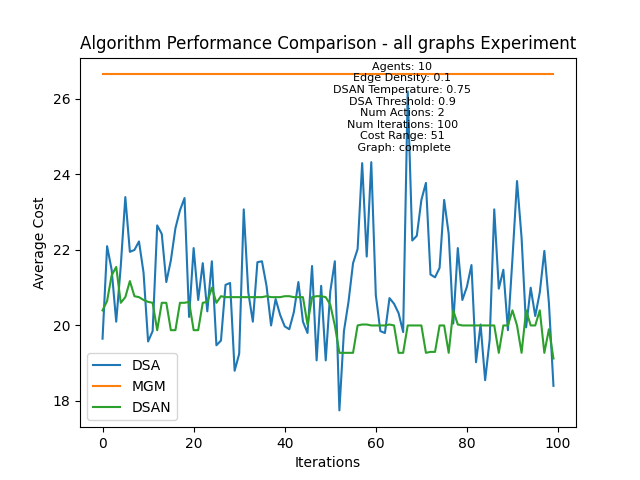 Algorithm Performance Comparison - all graphs Experiment
Agents: 10
Edge Density: 0.1
DSAN Temperature: 0.75
DSA Threshold: 0.9
Num Actions: 2
Num Iterations: 100
Cost Range: 51
Graph: complete
26
24
22
20
18
Average Cost
DSA
MGM
DSAN
0
20
40
60
80
100
Iterations